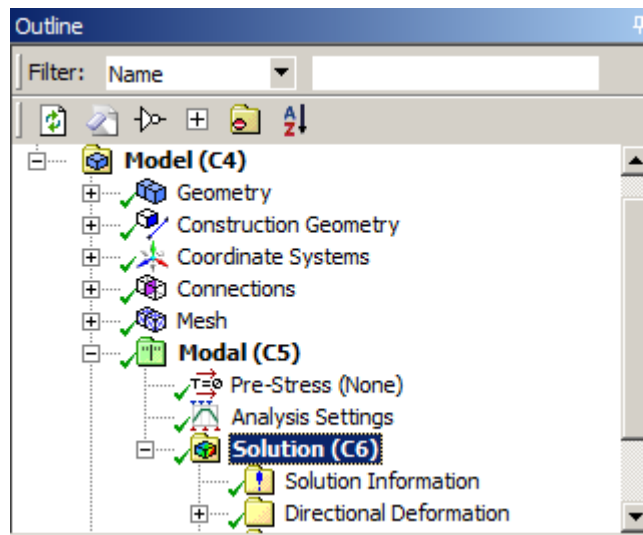 Outline
Filter: Name
Model (C4)
Geometry
Construction Geometry
Coordinate Systems
Connections
Mesh
Modal (C5)
T=0 Pre-Stress (None)
Analysis Settings
Solution (C6)
Solution Information
Directional Deformation